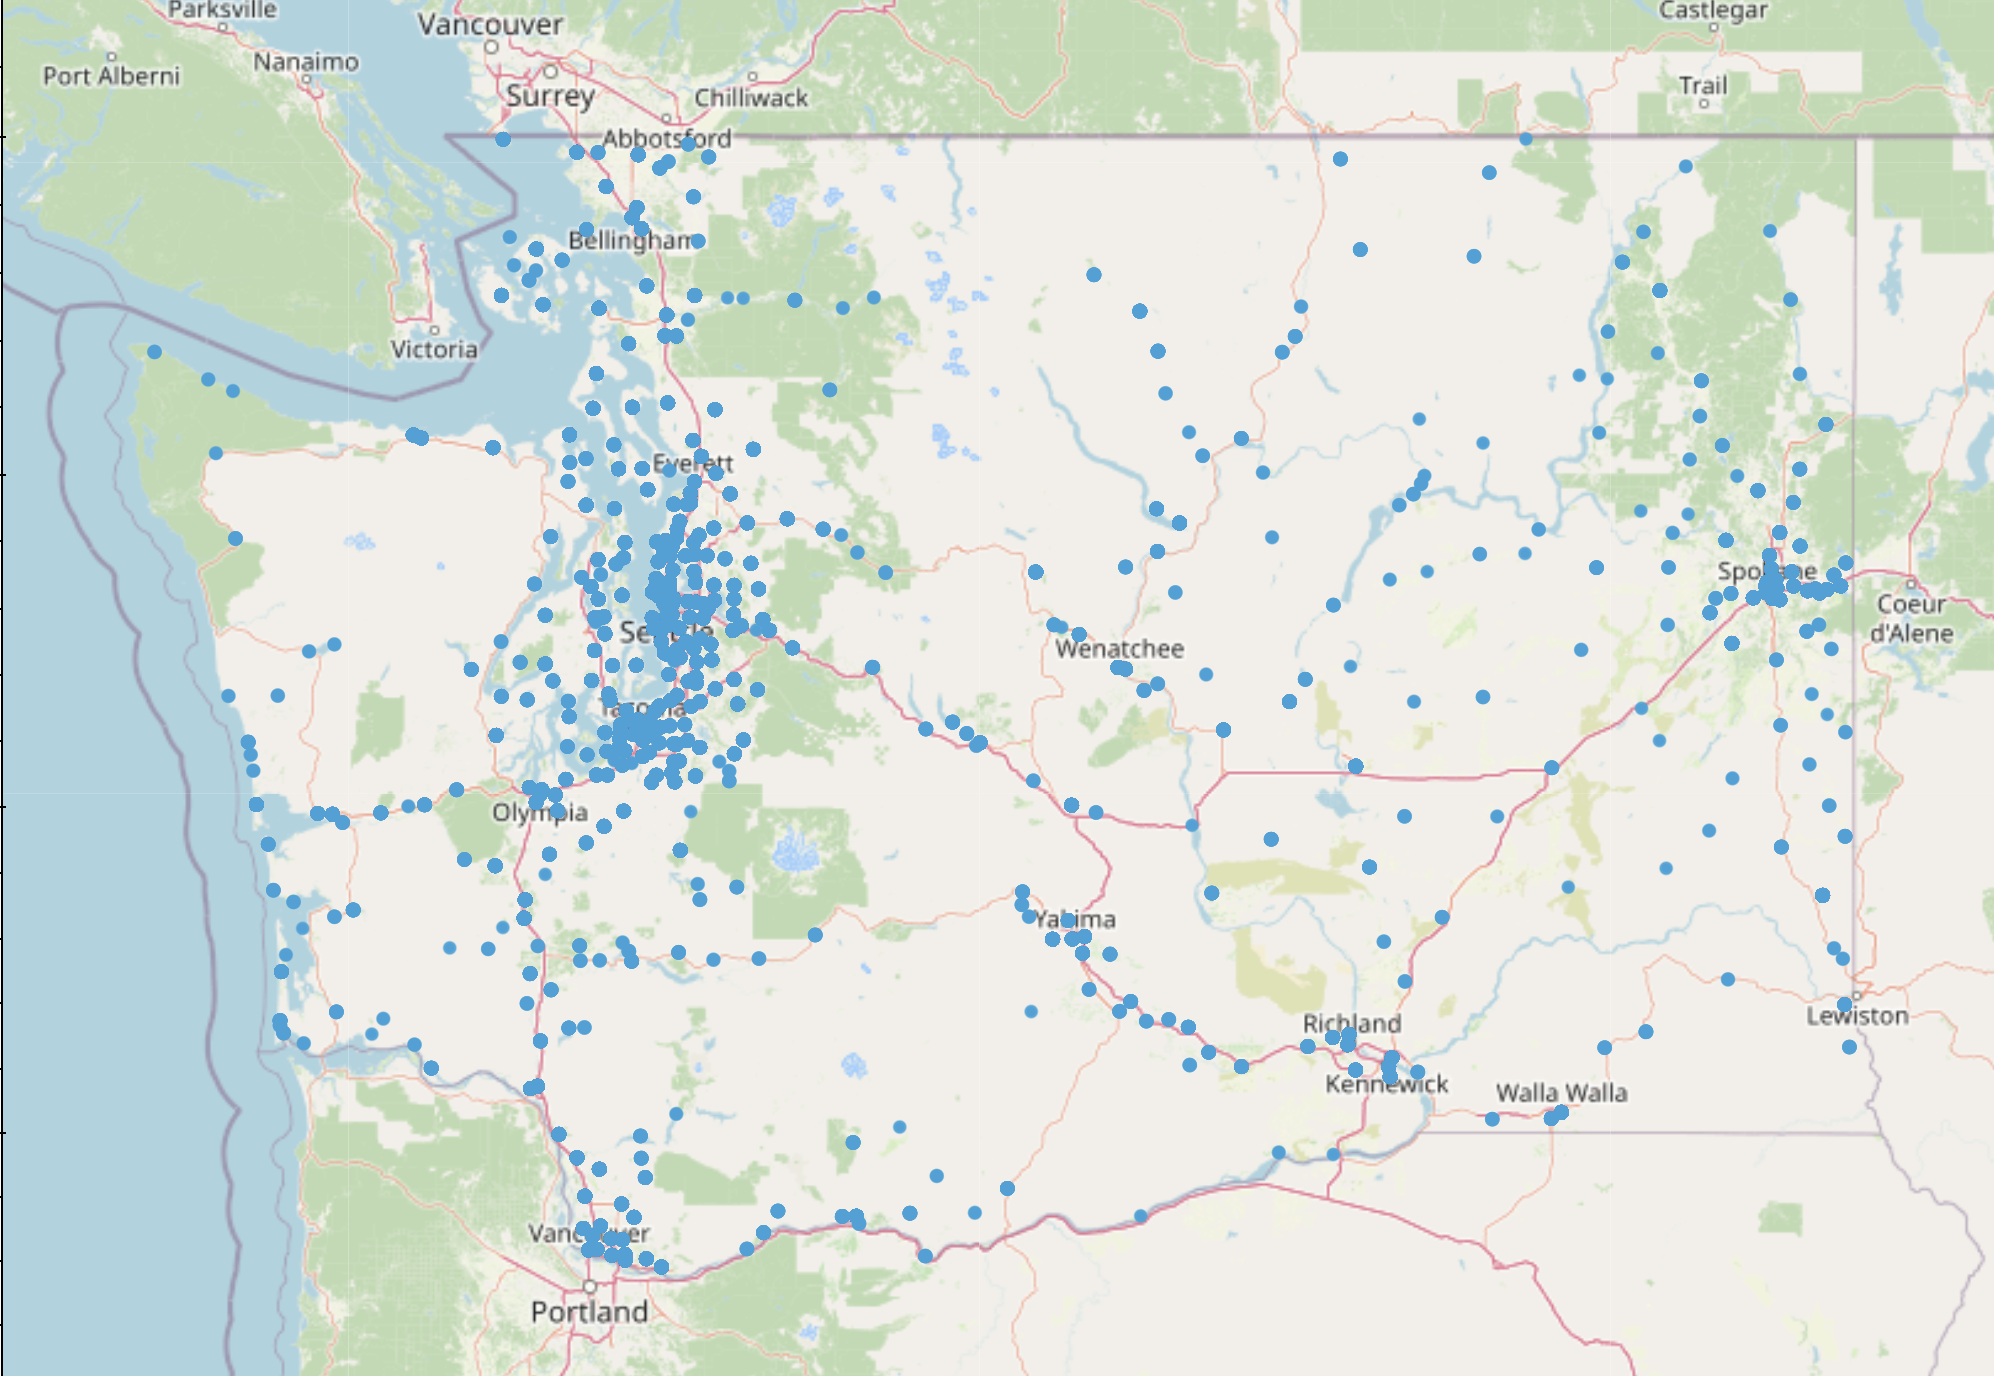 Parksville
Vancouver
Castlegar
Nanaimo
Port Alberni
Surrey
Chilliwack
Trail
Abbotsford
Bellingham
Victoria
Everett
Spokane
Coeur
d'Alene
Seattle
Wenatchee
Tacoma
Olympia
Yakima
Richland
Lewiston
Kennewick
Walla Walla
Vancouver
Portland